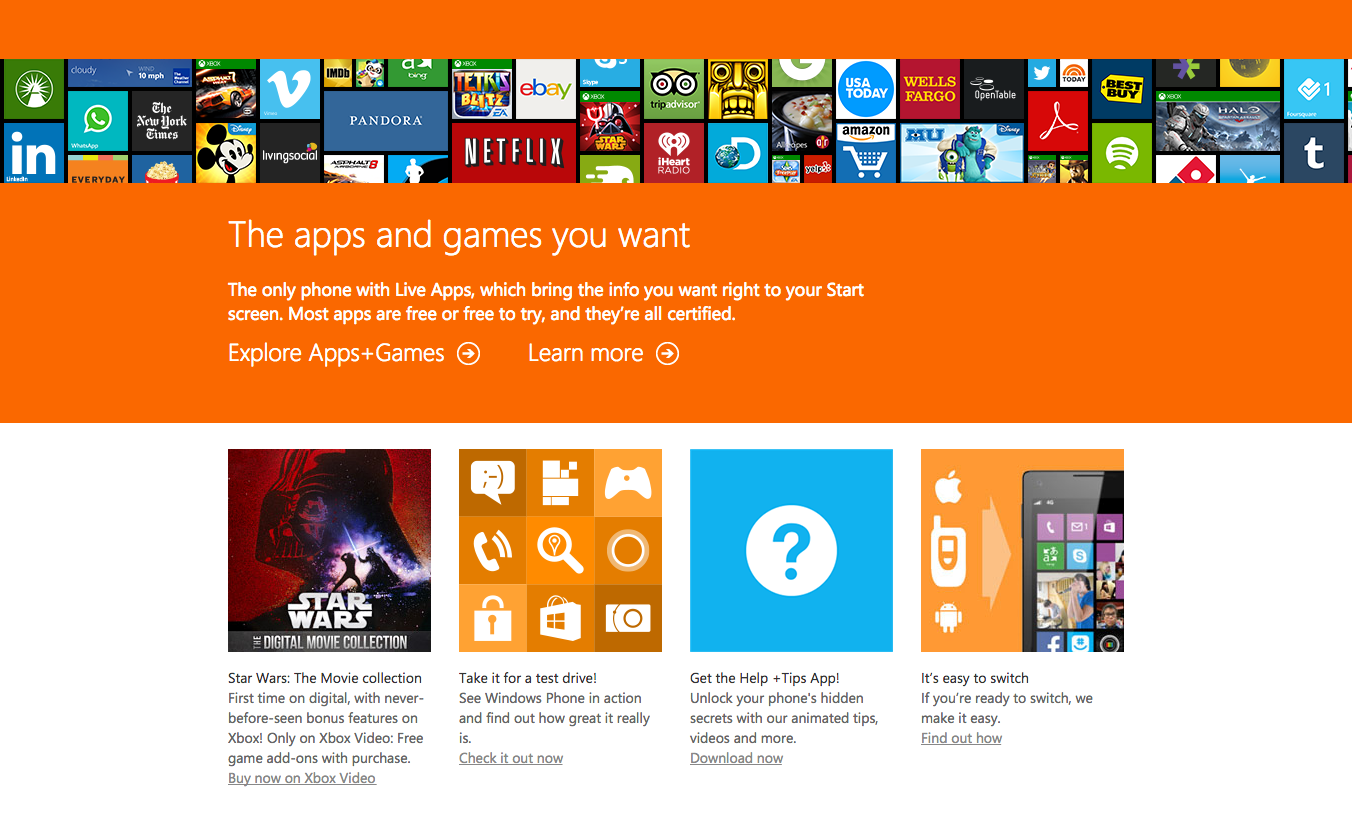 cloudy
WIND
10 mph
The Weather Channel
XBOX
ASPHALT 7
vimeo
IMDb
bing
XBOX
TETRIS
BLITZ
EA
ebay
Skype
tripadvisor
USA
TODAY
WELLS
FARGO
OpenTable
TODAY
BEST
BUY
XBOX
HALO
SPARTAN ASSAULT
1
Foursquare
WhatsApp
The
New York
Times
PANDORA
XBOX
STAR
WARS
All recipes
LinkedIn
EVERYDAY
Disney
livingsocial
ASPHALT 8
NETFLIX
iHeart
RADIO
yelp
amazon
MU
Disney
The apps and games you want
The only phone with Live Apps, which bring the info you want right to your Start
screen. Most apps are free or free to try, and they’re all certified.
Explore Apps+Games
Learn more
STAR
WARS
THE DIGITAL MOVIE COLLECTION
;-)
?
4G
1
Star Wars: The Movie collection
First time on digital, with never-
before-seen bonus features on
Xbox! Only on Xbox Video: Free
game add-ons with purchase.
Buy now on Xbox Video
Take it for a test drive!
See Windows Phone in action
and find out how great it really
is.
Check it out now
Get the Help +Tips App!
Unlock your phone's hidden
secrets with our animated tips,
videos and more.
Download now
It’s easy to switch
If you’re ready to switch, we
make it easy.
Find out how